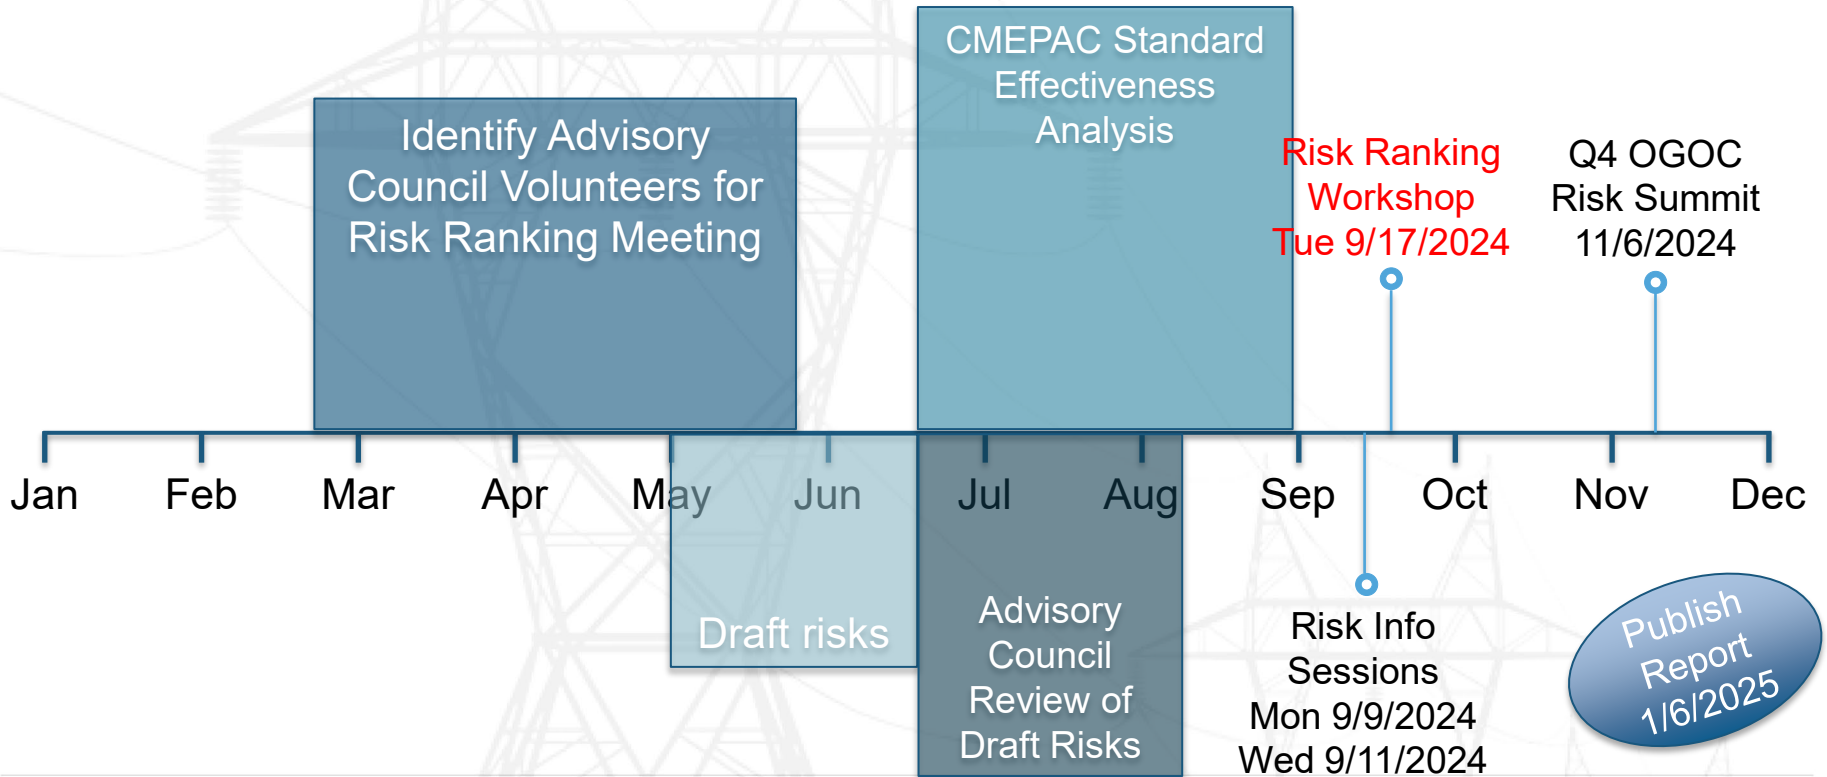 CMEPAC Standard
Effectiveness
Analysis
Identify Advisory
Council Volunteers for
Risk Ranking Meeting
Risk Ranking
Workshop
Tue 9/17/2024
Q4 OGOC
Risk Summit
11/6/2024
Jan Feb Mar Apr May Jun Jul Aug Sep Oct Nov Dec
Draft risks
Advisory
Council
Review of
Draft Risks
Risk Info
Sessions
Mon 9/9/2024
Wed 9/11/2024
Publish
Report
1/6/2025